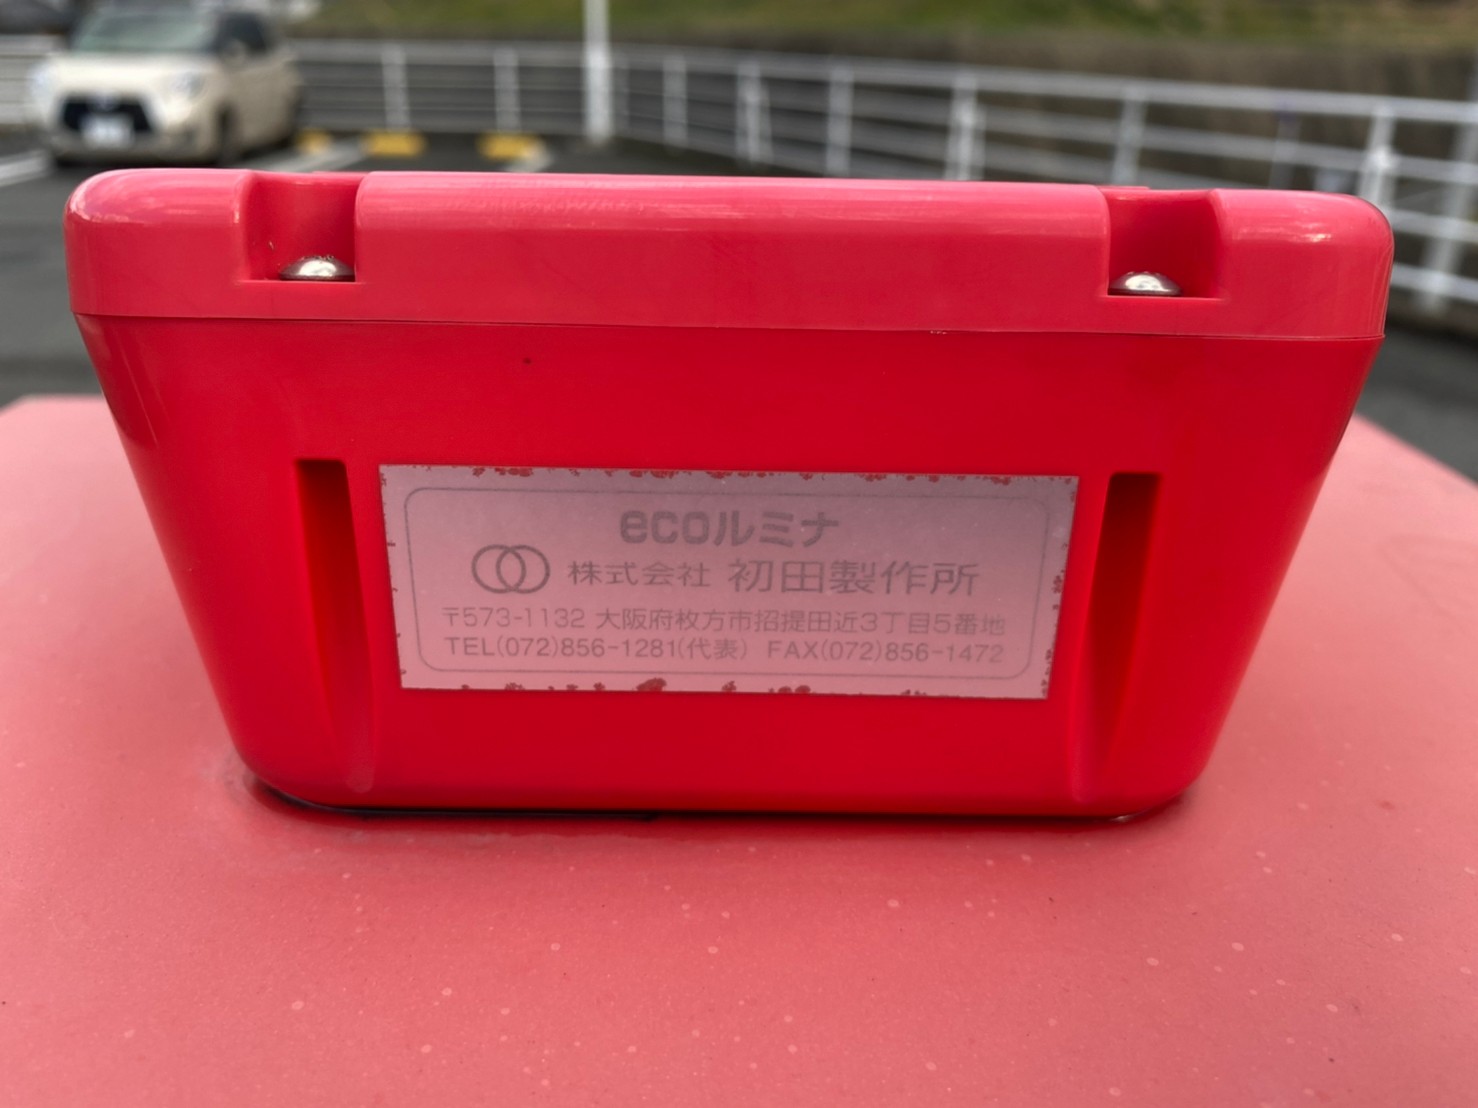 ecoルミナ
株式会社 初田製作所
〒573-1132 大阪府枚方市招提田近3丁目5番地
TEL(072)856-1281(代表) FAX(072)856-1472